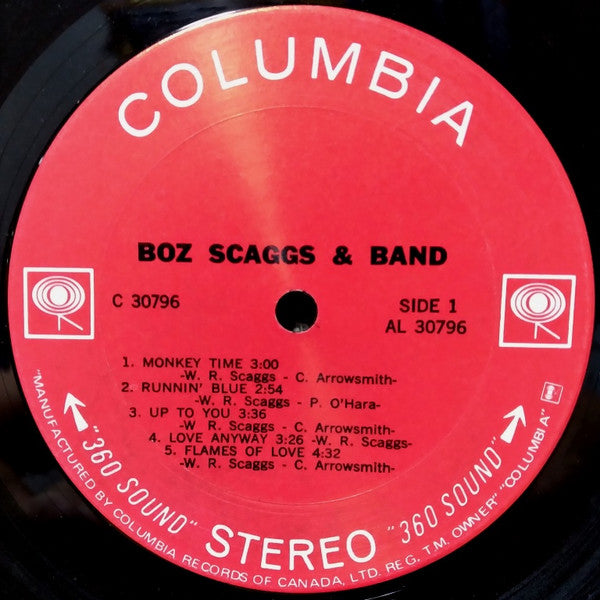 COLUMBIA
BOZ SCAGGS & BAND
C 30796
SIDE 1
AL 30796
1. MONKEY TIME 3:00
-W. R. Scaggs - C. Arrowsmith-
2. RUNNIN' BLUE 2:54
-W. R. Scaggs - P. O'Hara-
3. UP TO YOU 3:36
-W R. Scaggs - C. Arrowsmith-
4. LOVE ANYWAY 3:26 -W. R. Scaggs-
5. FLAMES OF LOVE 4:32
-W. R. Scaggs - C. Arrowsmith-
"360 SOUND" STEREO "360 SOUND"
"MANUFACTURED BY COLUMBIA RECORDS OF CANADA, LTD. REG. T.M. OWNER" "COLUMBIA"